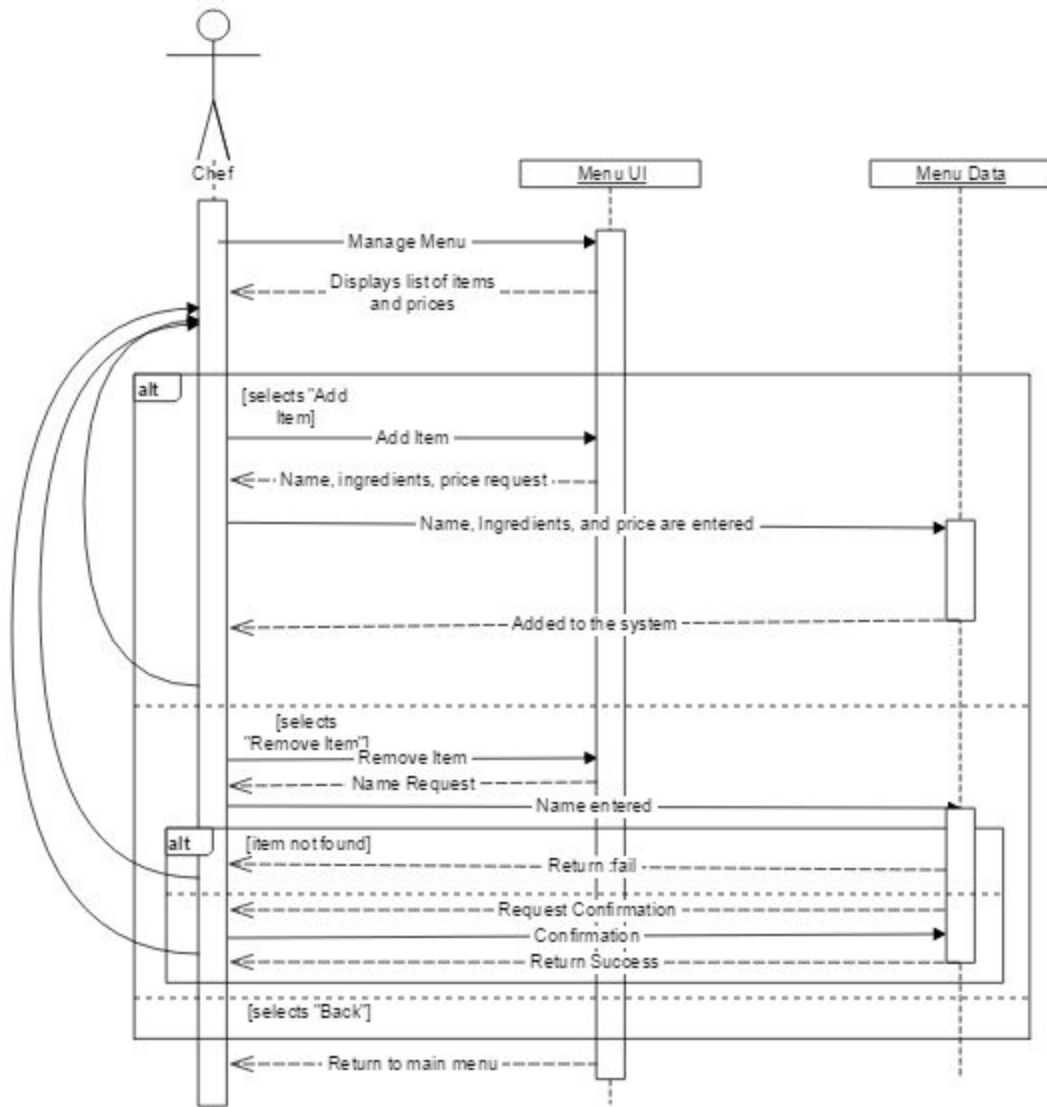 Chef
Menu UI
Menu Data
Manage Menu
Displays list of items
and prices
alt
[selects "Add
Item]
Add Item
Name, ingredients, price request
Name, Ingredients, and price are entered
Added to the system
[selects
"Remove Item"]
Remove Item
Name Request
Name entered
alt
[item not found]
Return :fail
Request Confirmation
Confirmation
Return Success
[selects "Back"]
Return to main menu